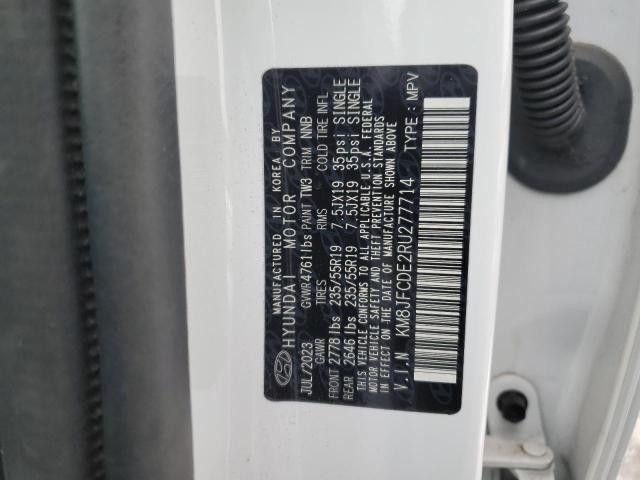 MANUFACTURED IN KOREA BY
HYUNDAI MOTOR COMPANY
JUL/2023 GVWR 4761lbs PAINT TW3 TRIM NNB
GAWR TIRES RIMS COLD TIRE INFL
FRONT 2778 lbs 235/55R19 7.5JX19 35psi SINGLE
REAR 2646 lbs 235/55R19 7.5JX19 35psi SINGLE
THIS VEHICLE CONFORMS TO ALL APPLICABLE U.S.A. FEDERAL
MOTOR VEHICLE SAFETY AND THEFT PREVENTION STANDARDS
IN EFFECT ON THE DATE OF MANUFACTURE SHOWN ABOVE
V.I.N KM8JFCDE2RU277714 TYPE : MPV